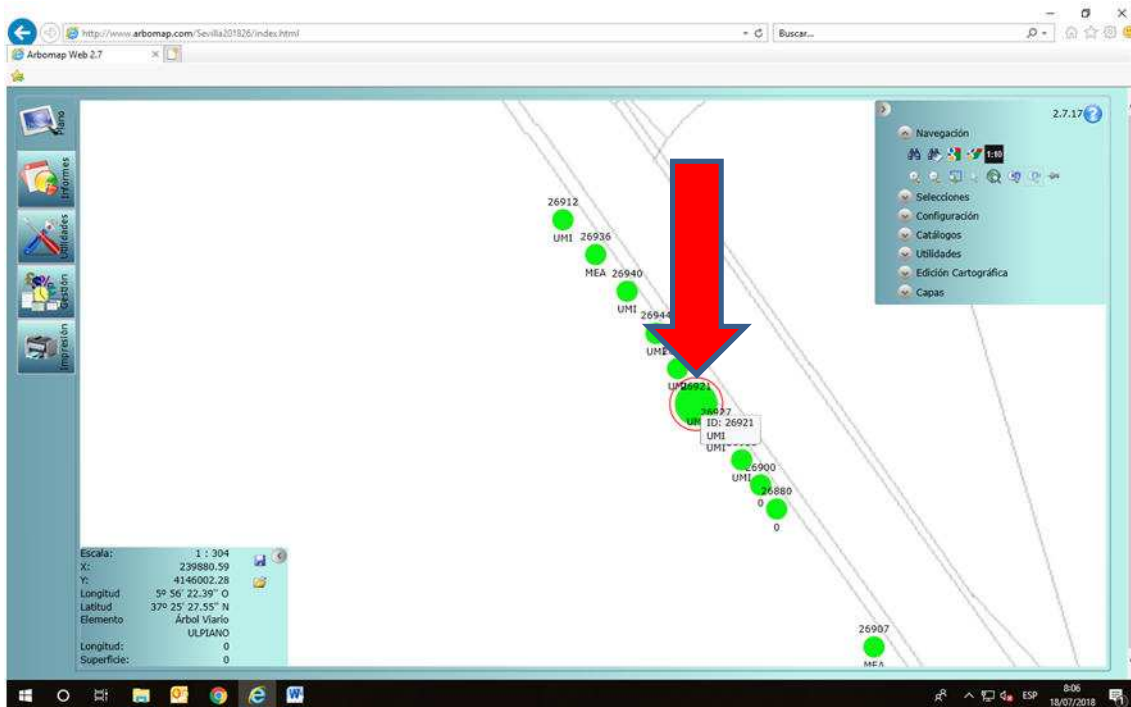 http://www.arbomap.com/Sevilla201826/index.html
Buscar...
Arbomap Web 2.7
Plano
Informes
Utilidades
Gestión
Impresión
2.7.17
Navegación
1:10
Selecciones
Configuración
Catálogos
Utilidades
Edición Cartográfica
Capas
26912
UMI
26936
MEA
26940
UMI
26944
UMI
26921
26927
ID: 26921
UMI
UMI
UMI
26900
0
26880
0
26907
MEA
Escala: 1 : 304
X: 239880.59
Y: 4146002.28
Longitud 5º 56' 22.39" O
Latitud 37º 25' 27.55" N
Elemento Árbol Viario
ULPIANO
Longitud: 0
Superficie: 0
ESP
8:06
18/07/2018